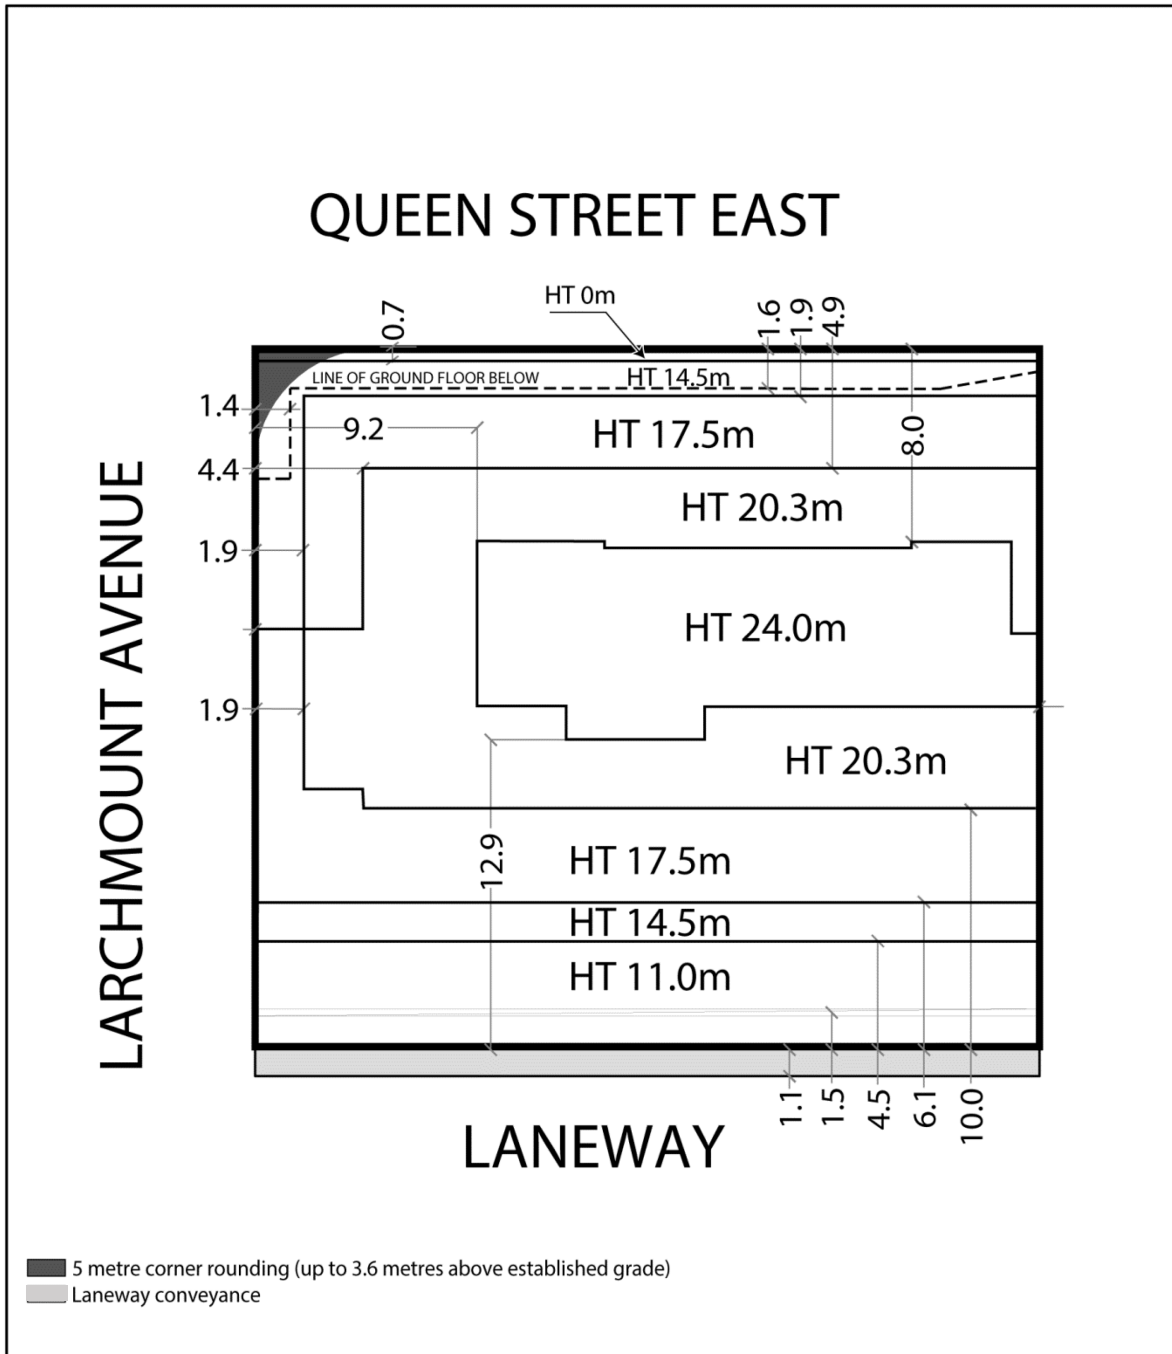 QUEEN STREET EAST
HT 0m
0.7
1.6
1.9
4.9
LINE OF GROUND FLOOR BELOW
HT 14.5m
1.4
9.2
HT 17.5m
8.0
4.4
HT 20.3m
1.9
LARCHMOUNT AVENUE
HT 24.0m
1.9
HT 20.3m
12.9
HT 17.5m
HT 14.5m
HT 11.0m
1.1
1.5
4.5
6.1
10.0
LANEWAY
5 metre corner rounding (up to 3.6 metres above established grade)
Laneway conveyance